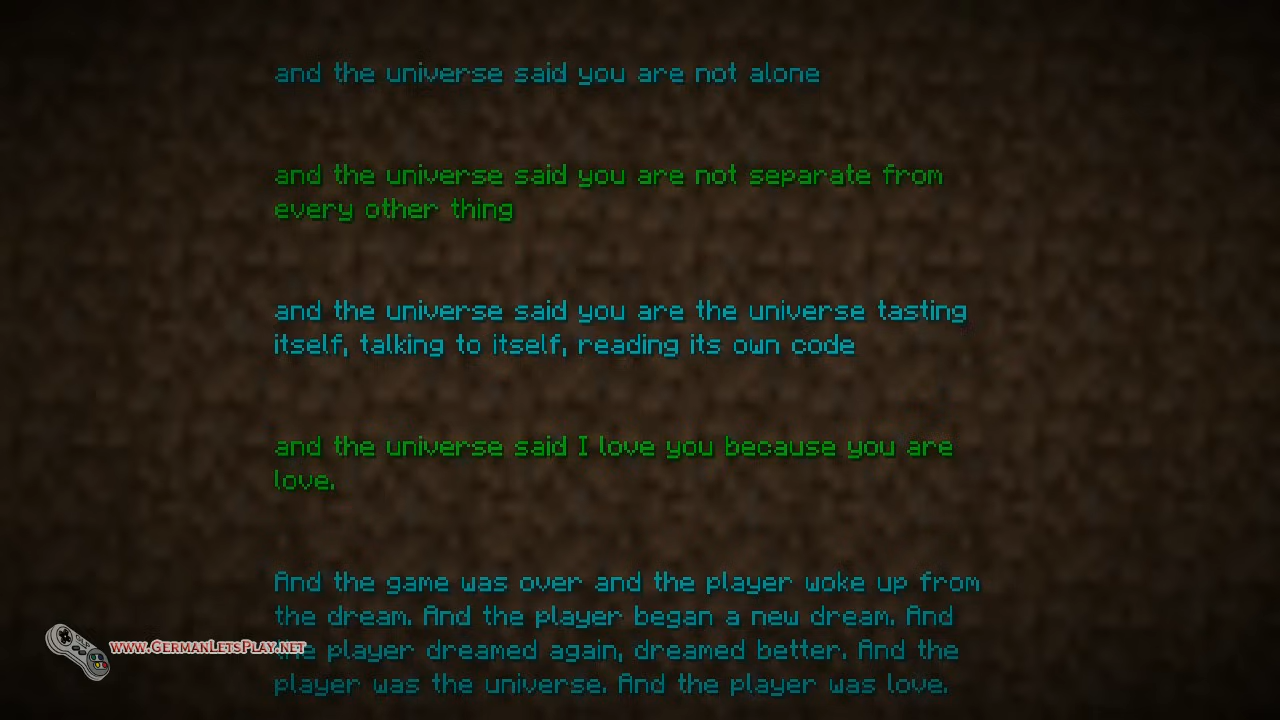 and the universe said you are not alone
and the universe said you are not separate from
every other thing
and the universe said you are the universe tasting
itself, talking to itself, reading its own code
and the universe said I love you because you are
love.
And the game was over and the player woke up from
the dream. And the player began a new dream. And
the player dreamed again, dreamed better. And the
player was the universe. And the player was love.
www.GermanLetsPlay.net